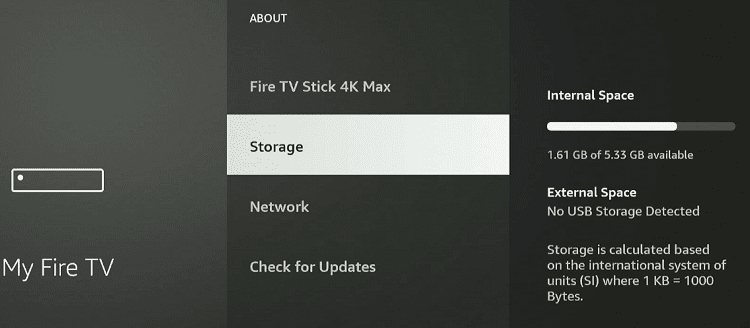 My Fire TV
ABOUT
Fire TV Stick 4K Max
Storage
Network
Check for Updates
Internal Space
1.61 GB of 5.33 GB available
External Space
No USB Storage Detected
Storage is calculated based
on the international system of
units (SI) where 1 KB = 1000
Bytes.